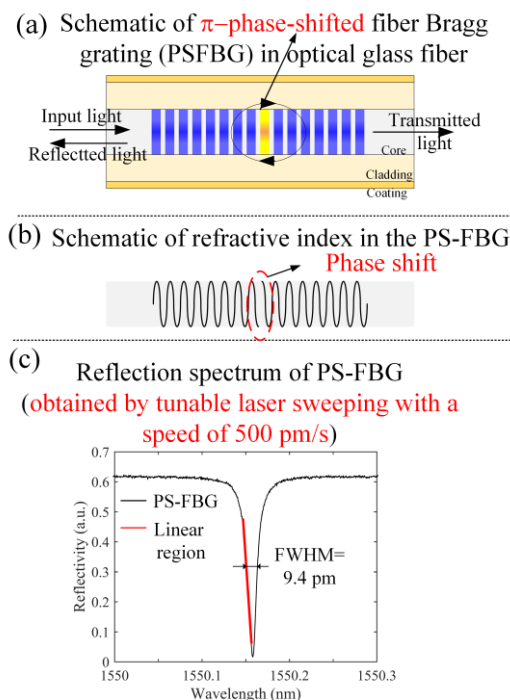 (a) Schematic of π−phase-shifted fiber Bragg
grating (PSFBG) in optical glass fiber
Input light
Reflectted light
Transmitted
light
Core
Cladding
Coating
(b) Schematic of refractive index in the PS-FBG
Phase shift
(c)
Reflection spectrum of PS-FBG
(obtained by tunable laser sweeping with a
speed of 500 pm/s)
0.7
0.6
0.5
0.4
0.3
0.2
0.1
0
Reflectivity (a.u.)
PS-FBG
Linear
region
FWHM=
9.4 pm
1550
1550.1
1550.2
1550.3
Wavelength (nm)